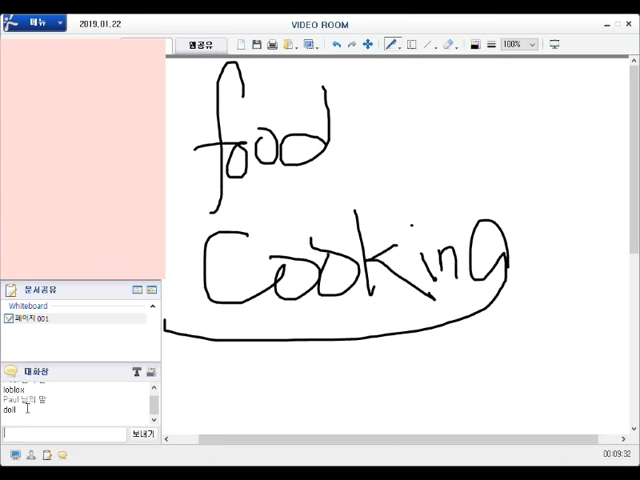 메뉴
2019.01.22
VIDEO ROOM
웹공유
100%
food
Cooking
문서공유
Whiteboard
페이지 001
대화창
loblox
Paul 님의 말
doll
보내기
00:09:32